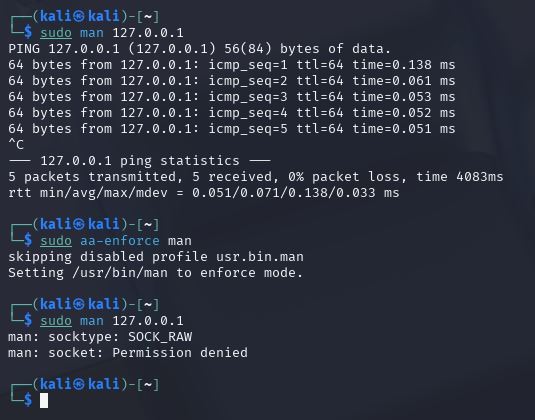 ┌──(kali㉿kali)-[~]
└─$ sudo man 127.0.0.1
PING 127.0.0.1 (127.0.0.1) 56(84) bytes of data.
64 bytes from 127.0.0.1: icmp_seq=1 ttl=64 time=0.138 ms
64 bytes from 127.0.0.1: icmp_seq=2 ttl=64 time=0.061 ms
64 bytes from 127.0.0.1: icmp_seq=3 ttl=64 time=0.053 ms
64 bytes from 127.0.0.1: icmp_seq=4 ttl=64 time=0.052 ms
64 bytes from 127.0.0.1: icmp_seq=5 ttl=64 time=0.051 ms
^C
--- 127.0.0.1 ping statistics ---
5 packets transmitted, 5 received, 0% packet loss, time 4083ms
rtt min/avg/max/mdev = 0.051/0.071/0.138/0.033 ms
┌──(kali㉿kali)-[~]
└─$ sudo aa-enforce man
skipping disabled profile usr.bin.man
Setting /usr/bin/man to enforce mode.
┌──(kali㉿kali)-[~]
└─$ sudo man 127.0.0.1
man: socktype: SOCK_RAW
man: socket: Permission denied
┌──(kali㉿kali)-[~]
└─$